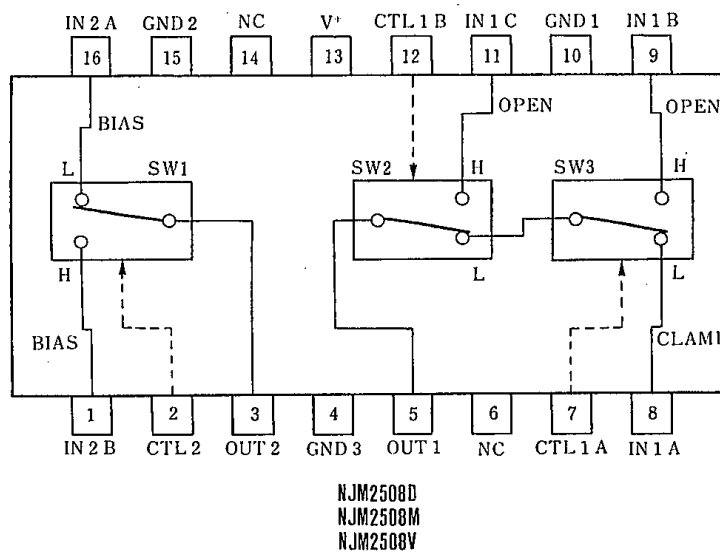 IN 2 A GND 2 NC V+ CTL 1 B IN 1 C GND 1 IN 1 B
16 15 14 13 12 11 10 9
BIAS OPEN OPEN
L SW1 SW2 H SW3 H
H L L
BIAS CLAM
1 2 3 4 5 6 7 8
IN 2 B CTL 2 OUT 2 GND 3 OUT 1 NC CTL 1 A IN 1 A
NJM2508D
NJM2508M
NJM2508V